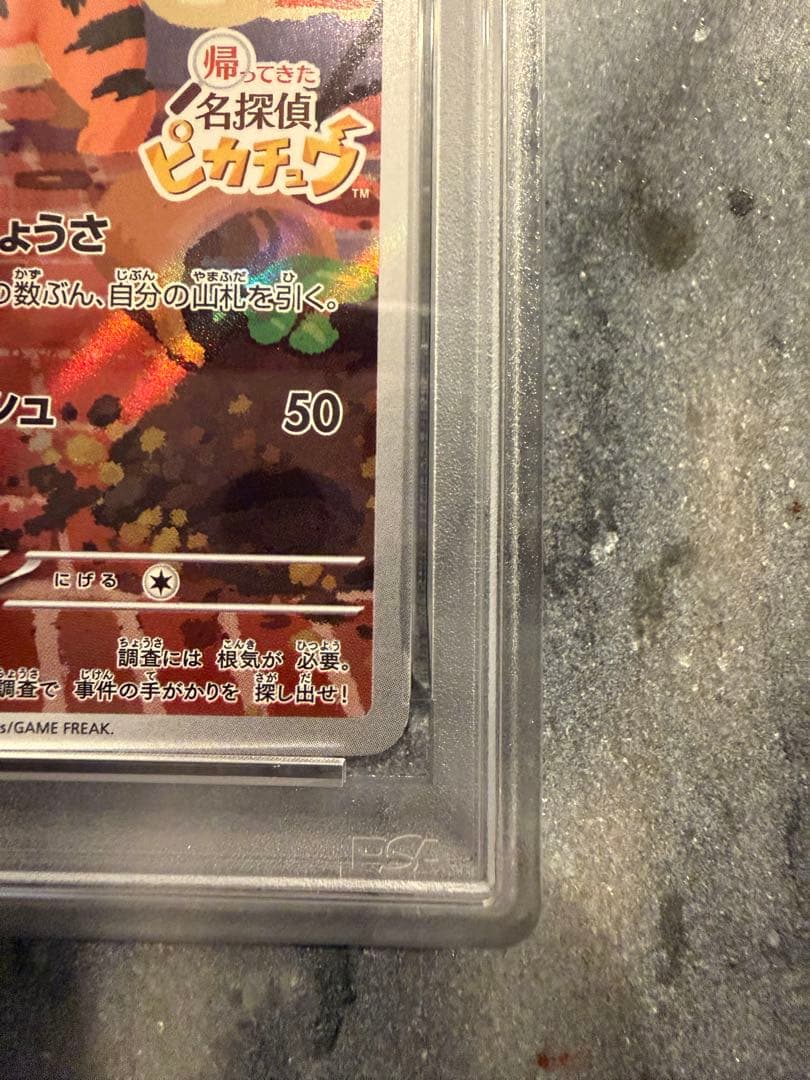 帰ってきた
名探偵
ピカチュウ™
ょうさ
の数ぶん、自分の山札を引く。
シュ 50
にげる
調査には 根気が 必要。
調査で 事件の手がかりを 探し出せ!
s/GAME FREAK.
PSA